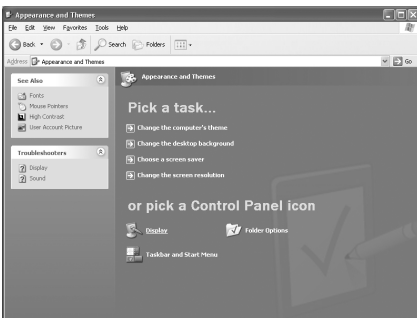 Appearance and Themes
File Edit View Favorites Tools Help
Back Search Folders
Address Appearance and Themes Go
See Also
Fonts
Mouse Pointers
High Contrast
User Account Picture
Troubleshooters
Display
Sound
Appearance and Themes
Pick a task...
Change the computer's theme
Change the desktop background
Choose a screen saver
Change the screen resolution
or pick a Control Panel icon
Display Folder Options
Taskbar and Start Menu